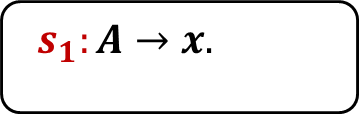 s₁: A → x.